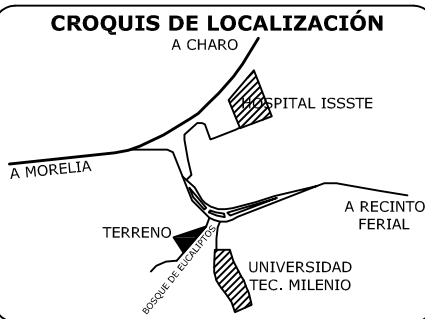 CROQUIS DE LOCALIZACIÓN
A CHARO
HOSPITAL ISSSTE
A MORELIA
A RECINTO
FERIAL
TERRENO
BOSQUE DE EUCALIPTOS
UNIVERSIDAD
TEC. MILENIO